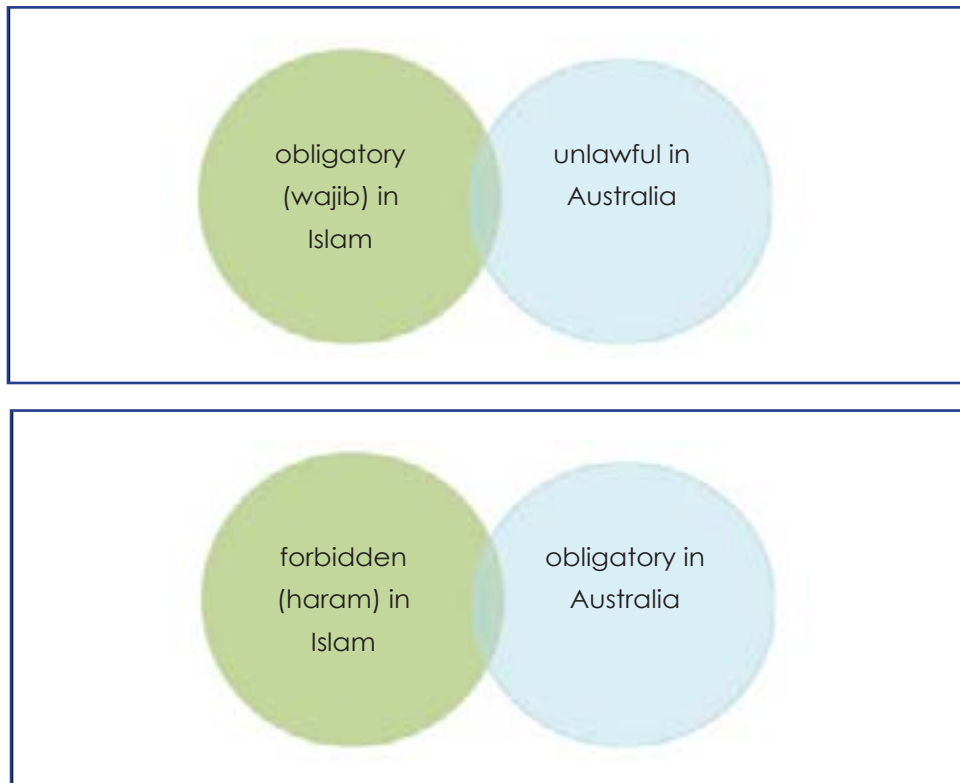 obligatory
(wajib) in
Islam
unlawful in
Australia
forbidden
(haram) in
Islam
obligatory in
Australia